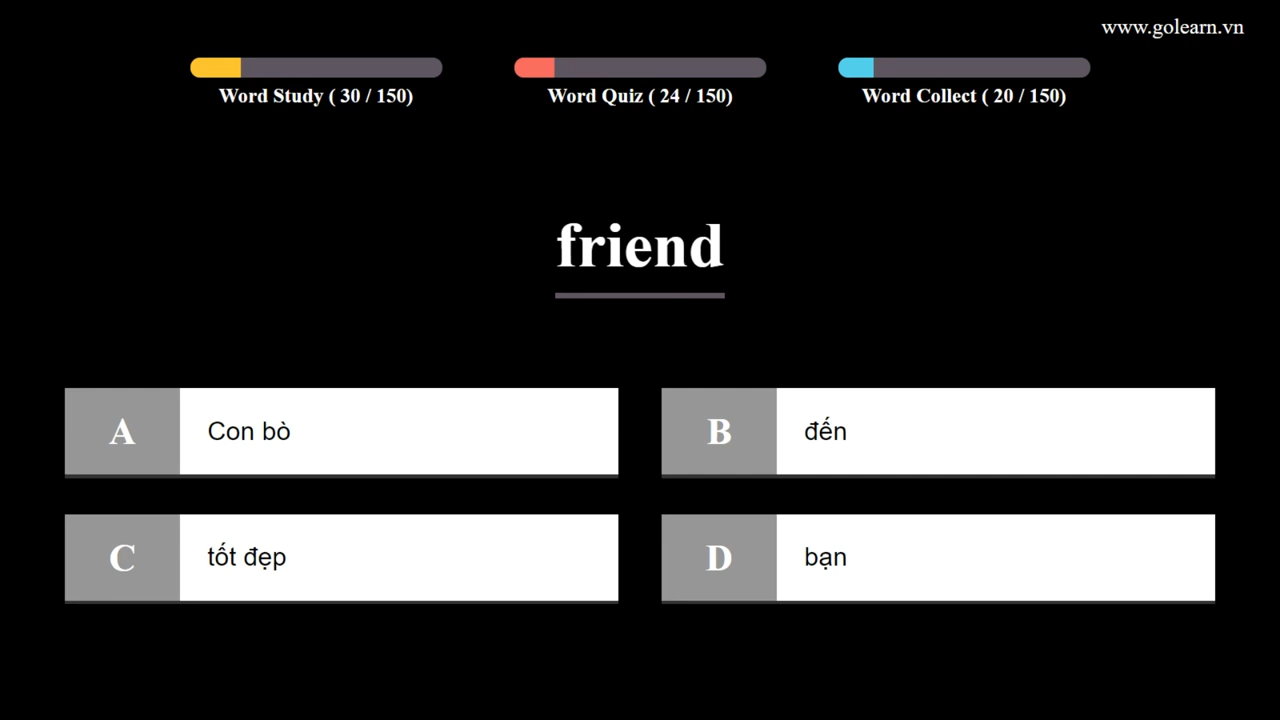 www.golearn.vn
Word Study ( 30 / 150)
Word Quiz ( 24 / 150)
Word Collect ( 20 / 150)
friend
A Con bò
B đến
C tốt đẹp
D bạn